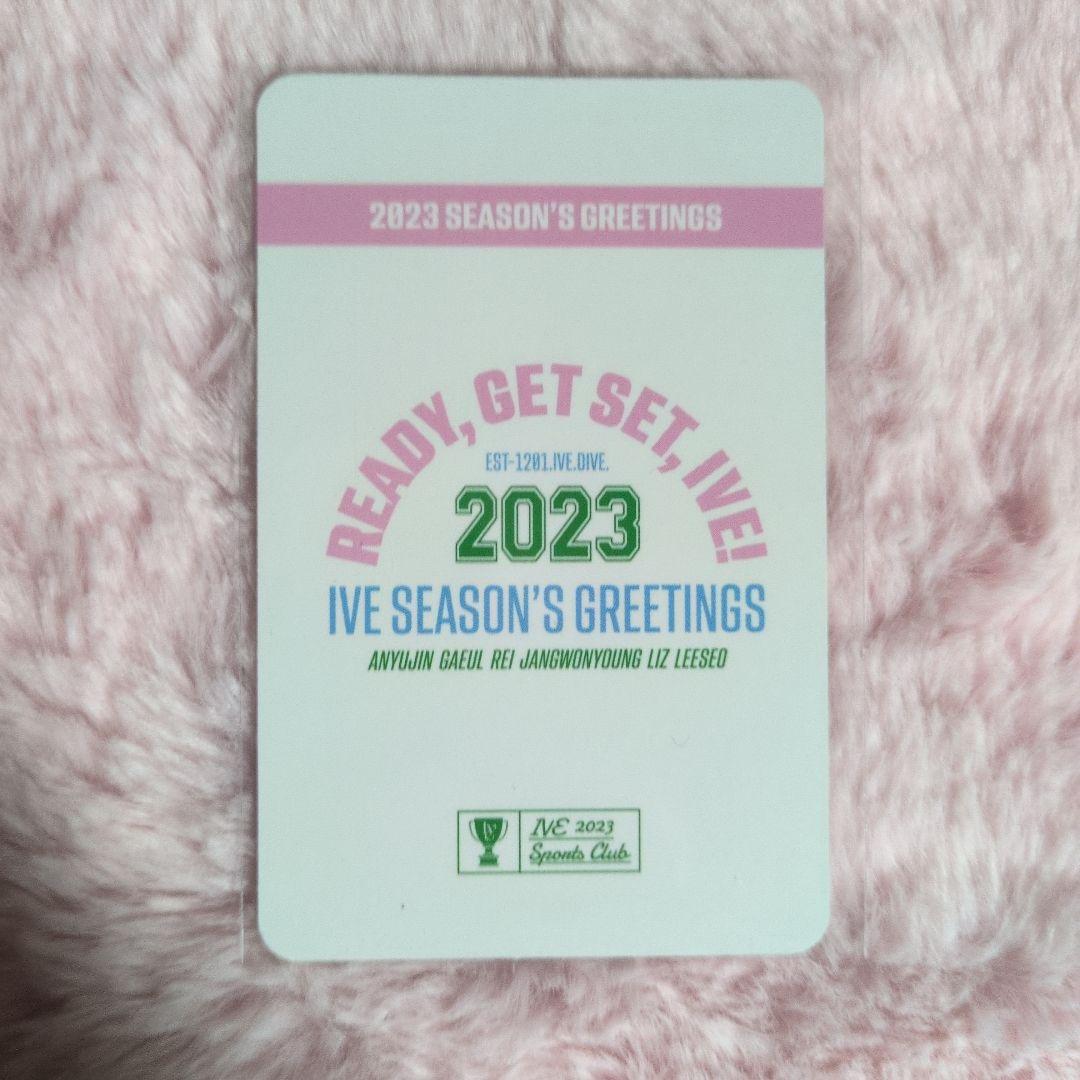 2023 SEASON'S GREETINGS
READY, GET SET, IVE!
EST-1201.IVE.DIVE.
2023
IVE SEASON'S GREETINGS
ANYUJIN GAEUL REI JANGWONYOUNG LIZ LEESEO
IVE
IVE 2023
Sports Club